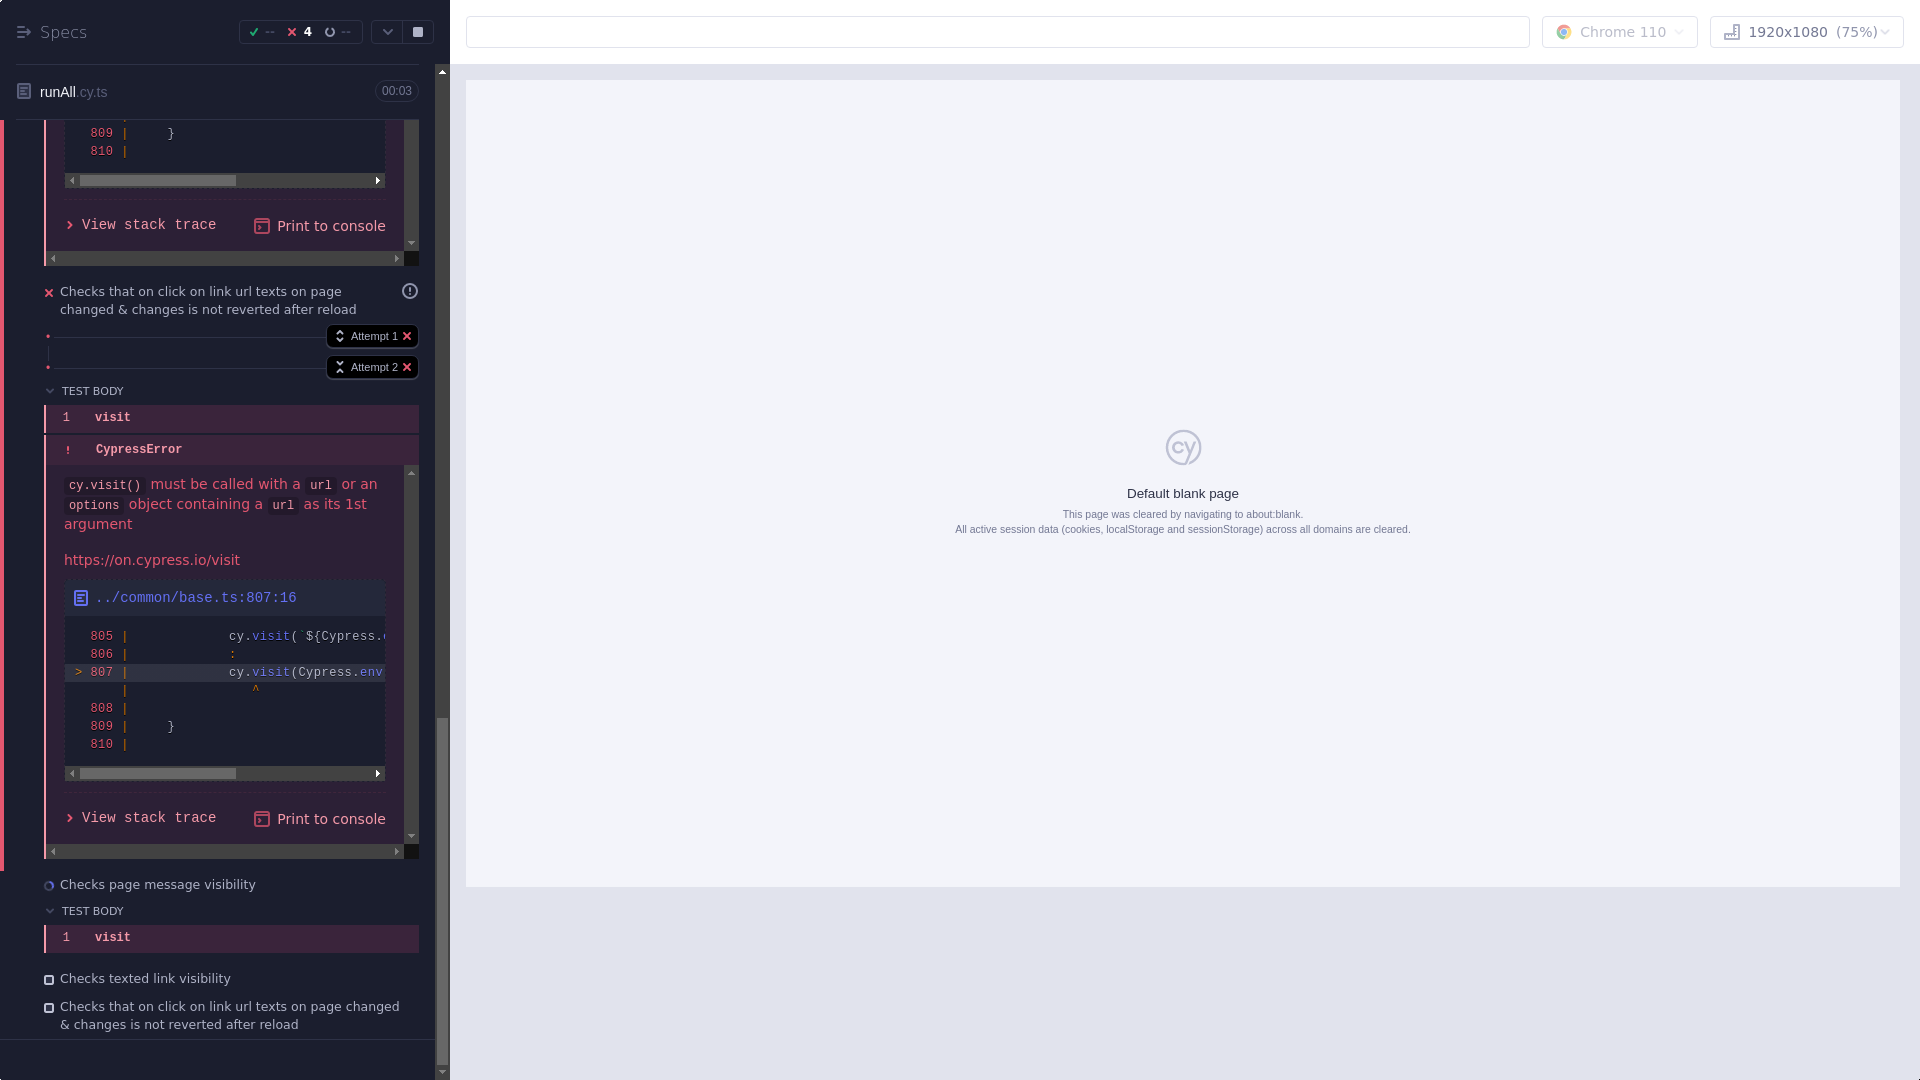 Specs
-- 4 --
Chrome 110
1920x1080 (75%)
runAll.cy.ts
00:03
809 | }
810 |
View stack trace
Print to console
Checks that on click on link url texts on page
changed & changes is not reverted after reload
Attempt 1
Attempt 2
TEST BODY
1 visit
! CypressError
cy.visit() must be called with a url or an
options object containing a url as its 1st
argument
https://on.cypress.io/visit
../common/base.ts:807:16
805 | cy.visit(`${Cypress.
806 | :
> 807 | cy.visit(Cypress.env
| ^
808 |
809 | }
810 |
View stack trace
Print to console
Checks page message visibility
TEST BODY
1 visit
Checks texted link visibility
Checks that on click on link url texts on page changed
& changes is not reverted after reload
cy
Default blank page
This page was cleared by navigating to about:blank.
All active session data (cookies, localStorage and sessionStorage) across all domains are cleared.